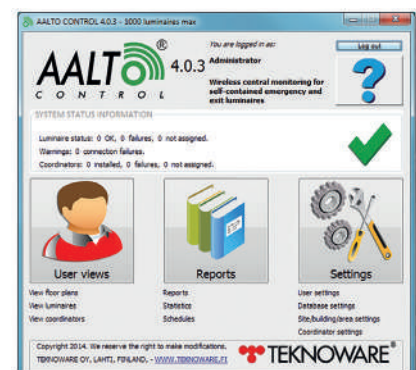 AALTO CONTROL 4.0.3 - 1000 luminaires max
You are logged in as:
Log out
AALTO®
CONTROL
4.0.3
Administrator
Wireless control monitoring for
self-contained emergency and
exit luminaires
?
SYSTEM STATUS INFORMATION
Luminaire status: 0 OK, 0 failures, 0 not assigned.
Warnings: 0 connection failures.
Coordinators: 0 installed, 0 failures, 0 not assigned.
User views
Reports
Settings
View floor plans
Reports
User settings
View luminaires
Statistics
Database settings
View coordinators
Schedules
Site/building/area settings
Coordinator settings
Copyright 2014. We reserve the right to make modifications.
TEKNOWARE OY, LAHTI, FINLAND. - WWW.TEKNOWARE.FI
TEKNOWARE®